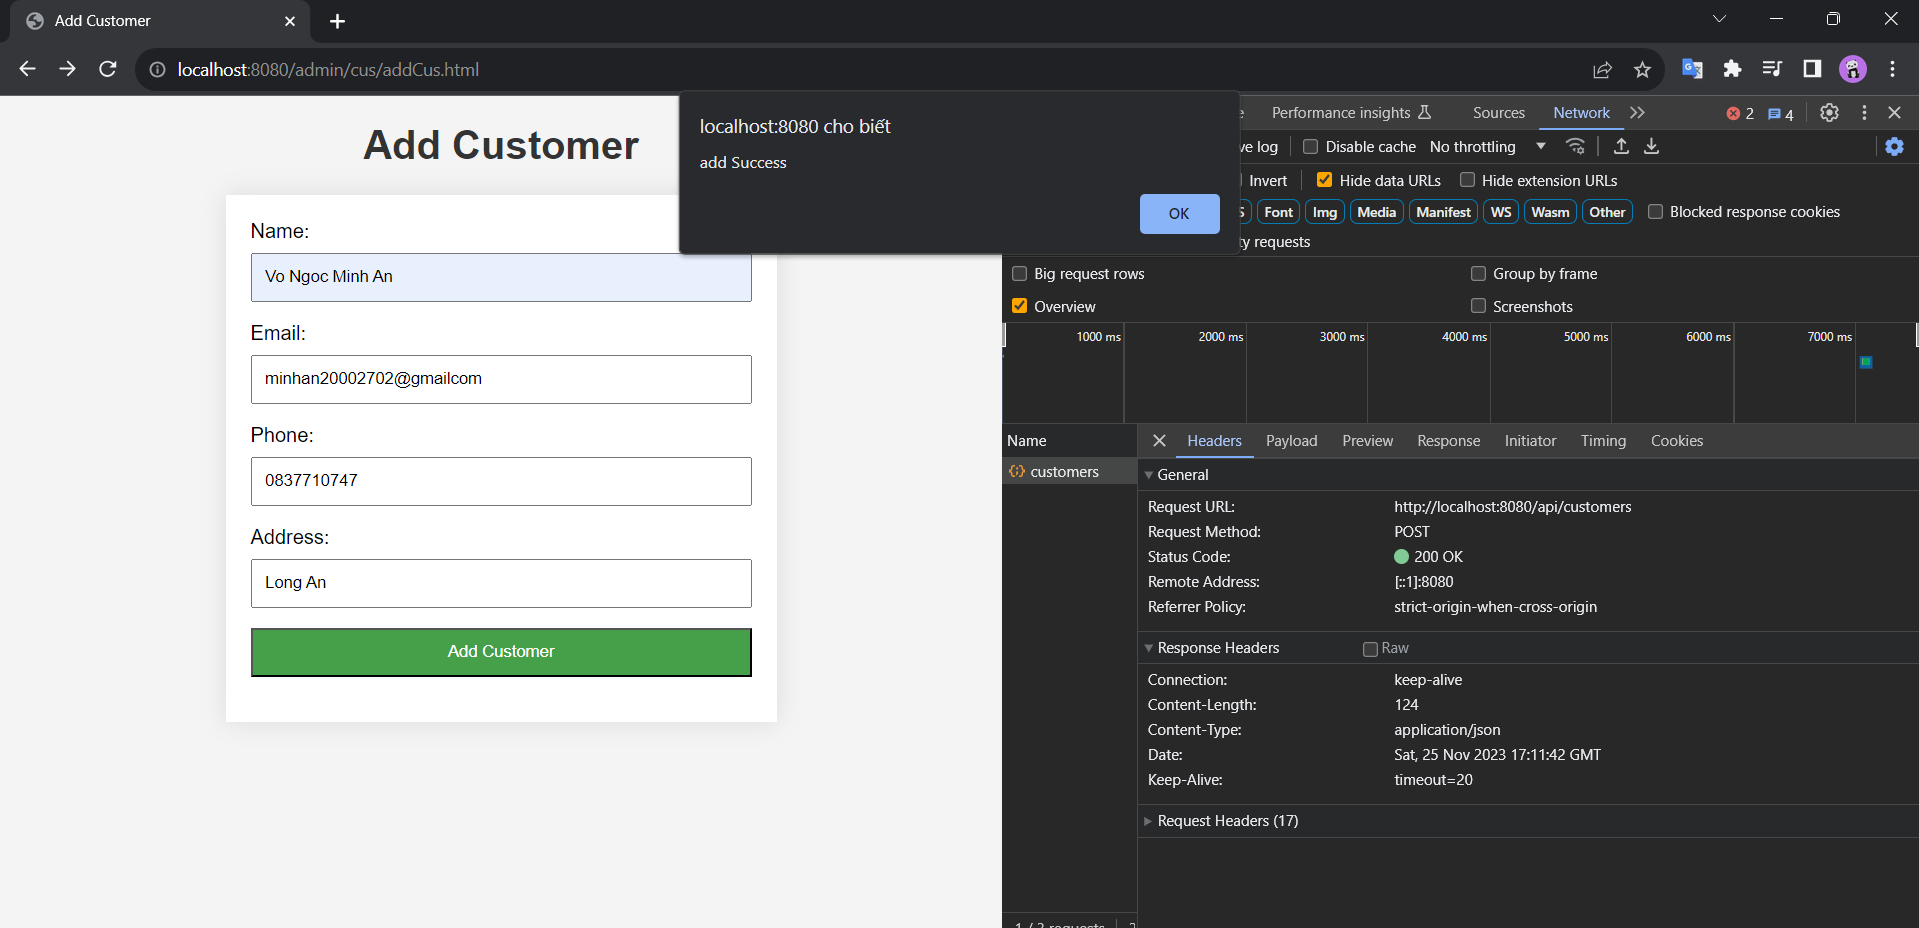 Add Customer
localhost:8080/admin/cus/addCus.html
Add Customer
Name:
Vo Ngoc Minh An
Email:
minhan20002702@gmailcom
Phone:
0837710747
Address:
Long An
Add Customer
localhost:8080 cho biết
add Success
OK
Performance insights
Sources
Network
2
4
log
Disable cache
No throttling
Invert
Hide data URLs
Hide extension URLs
Font
Img
Media
Manifest
WS
Wasm
Other
Blocked response cookies
requests
Big request rows
Group by frame
Overview
Screenshots
1000 ms
2000 ms
3000 ms
4000 ms
5000 ms
6000 ms
7000 ms
Name
Headers
Payload
Preview
Response
Initiator
Timing
Cookies
customers
General
Request URL:
http://localhost:8080/api/customers
Request Method:
POST
Status Code:
200 OK
Remote Address:
[::1]:8080
Referrer Policy:
strict-origin-when-cross-origin
Response Headers
Raw
Connection:
keep-alive
Content-Length:
124
Content-Type:
application/json
Date:
Sat, 25 Nov 2023 17:11:42 GMT
Keep-Alive:
timeout=20
Request Headers (17)